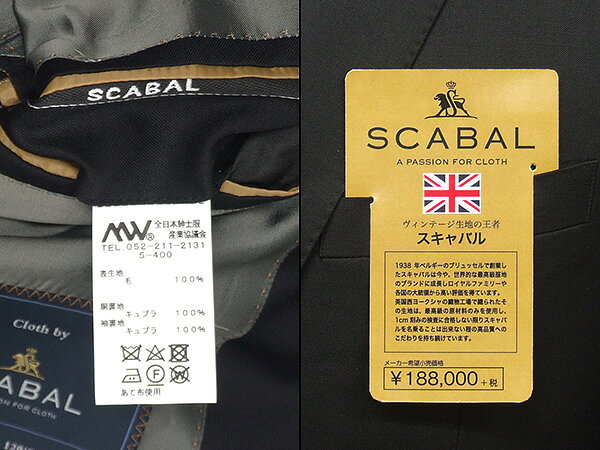 SCABAL
MW® 全日本紳士服
産業協議会
TEL.052-211-2131
5-400
表生地
毛 100%
胴裏地
キュプラ 100%
袖裏地
キュプラ 100%
あて布使用
Cloth by
SCABAL
A PASSION FOR CLOTH
SCABAL
A PASSION FOR CLOTH
ヴィンテージ生地の王者
スキャバル
1938 年ベルギーのブリュッセルで創業し
たスキャバルは今や、世界的な最高級服地
のブランドに成長しロイヤルファミリーや
各国の大統領から高い評価を得ています。
英国西ヨークシャの織物工場で織られたそ
の生地は、最高級の原材料のみを使用し、
1cm 刻みの検査に合格しない限りスキャバ
ルを名乗ることは出来ない程の高品質への
こだわりを持ち続けています。
メーカー希望小売価格
¥188,000+税